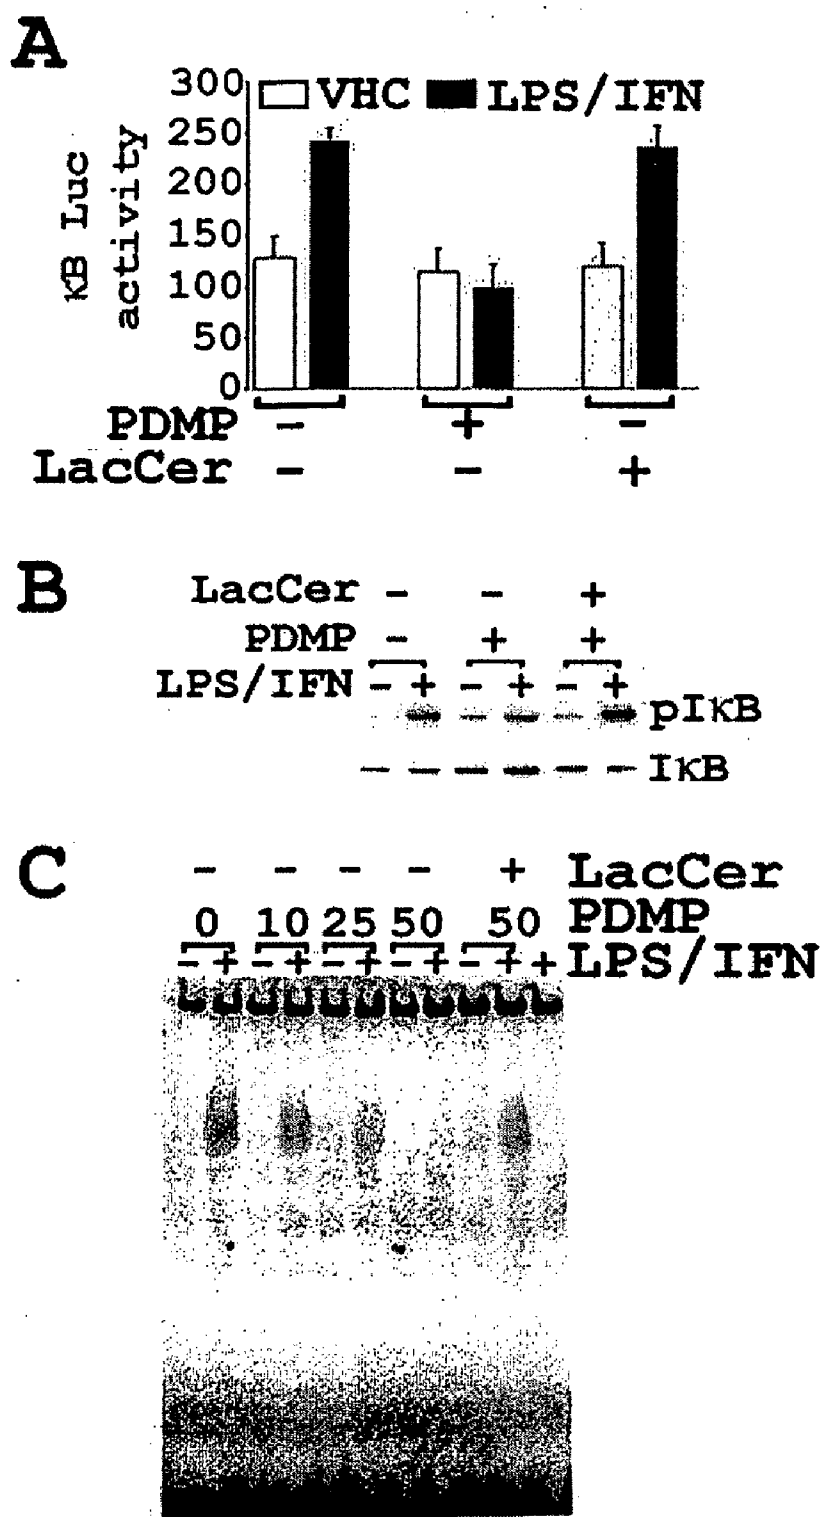 A
300 VHC LPS/IFN
250
200
150
100
50
0
κB Luc
activity
PDMP - + -
LacCer - - +
B
LacCer - - +
PDMP - + +
LPS/IFN - + - + - +
pIκB
IκB
C
- - - - + LacCer
0 10 25 50 50 PDMP
- + - + - + - + - + + LPS/IFN